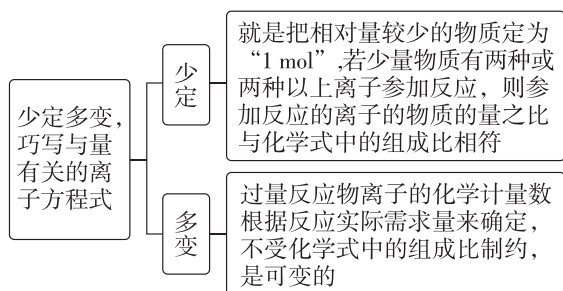 少定多变，
巧写与量
有关的离
子方程式
少
定
就是把相对量较少的物质定为
“1 mol”,若少量物质有两种或
两种以上离子参加反应，则参
加反应的离子的物质的量之比
与化学式中的组成比相符
多
变
过量反应物离子的化学计量数
根据反应实际需求量来确定，
不受化学式中的组成比制约，
是可变的